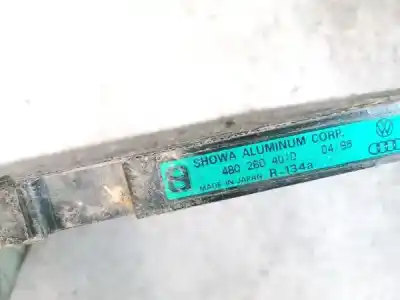 SHOWA ALUMINUM CORP.
4B0 260 401D 04 98
MADE IN JAPAN R-134a